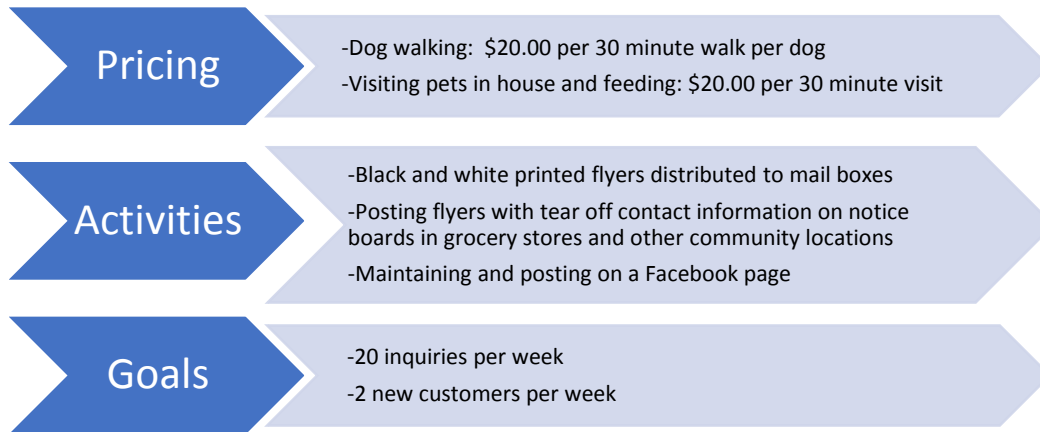 Pricing
-Dog walking:  $20.00 per 30 minute walk per dog
-Visiting pets in house and feeding: $20.00 per 30 minute visit
Activities
-Black and white printed flyers distributed to mail boxes
-Posting flyers with tear off contact information on notice
boards in grocery stores and other community locations
-Maintaining and posting on a Facebook page
Goals
-20 inquiries per week
-2 new customers per week